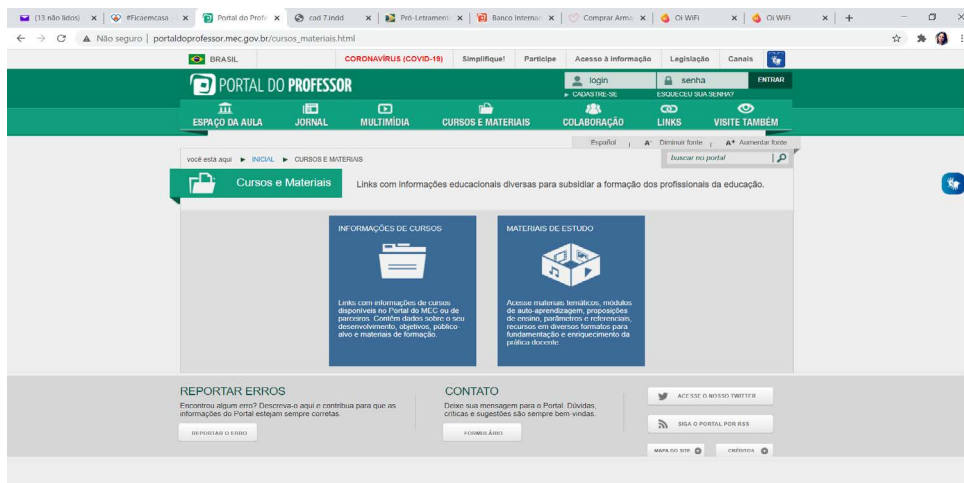 (13 não lidos)
#Ficaemcasa
Portal do Profe
cad 7.indd
Pró-Letrament
Banco Internac
Comprar Arma
Oi WiFi
Oi WiFi
Não seguro | portaldoprofessor.mec.gov.br/cursos_materiais.html
BRASIL
CORONAVÍRUS (COVID-19)
Simplifique!
Participe
Acesso à informação
Legislação
Canais
PORTAL DO PROFESSOR
login
senha
ENTRAR
CADASTRE-SE
ESQUECEU SUA SENHA?
ESPAÇO DA AULA
JORNAL
MULTIMÍDIA
CURSOS E MATERIAIS
COLABORAÇÃO
LINKS
VISITE TAMBÉM
Español
A- Diminuir fonte
A+ Aumentar fonte
você está aqui
INICIAL
CURSOS E MATERIAIS
buscar no portal
Cursos e Materiais
Links com informações educacionais diversas para subsidiar a formação dos profissionais da educação.
INFORMAÇÕES DE CURSOS
Links com informações de cursos
disponíveis no Portal do MEC ou de
parceiros. Contêm dados sobre o seu
desenvolvimento, objetivos, público-
alvo e materiais de formação.
MATERIAIS DE ESTUDO
Acesse materiais temáticos, módulos
de auto-aprendizagem, proposições
de ensino, parâmetros e referenciais,
recursos em diversos formatos para
fundamentação e enriquecimento da
prática docente.
REPORTAR ERROS
Encontrou algum erro? Descreva-o aqui e contribua para que as
informações do Portal estejam sempre corretas.
REPORTAR O ERRO
CONTATO
Deixe sua mensagem para o Portal. Dúvidas,
críticas e sugestões são sempre bem-vindas.
FORMULÁRIO
ACESSE O NOSSO TWITTER
SIGA O PORTAL POR RSS
MAPA DO SITE
CRÉDITOS